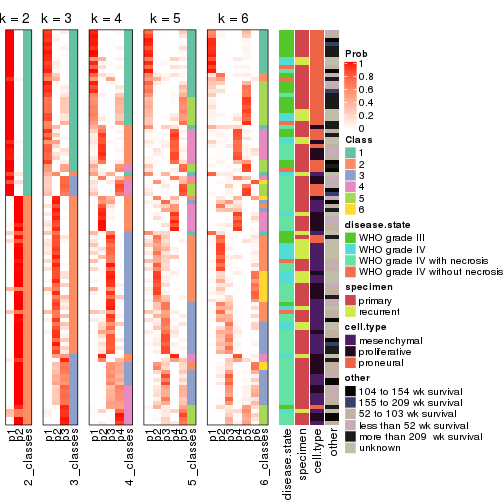 k = 2
k = 3
k = 4
k = 5
k = 6
p1
p2
2_classes
p1
p2
p3
3_classes
p1
p2
p3
p4
4_classes
p1
p2
p3
p4
p5
5_classes
p1
p2
p3
p4
p5
p6
6_classes
disease.state
specimen
cell.type
other
Prob
1
0.8
0.6
0.4
0.2
0
Class
1
2
3
4
5
6
disease.state
WHO grade III
WHO grade IV
WHO grade IV with necrosis
WHO grade IV without necrosis
specimen
primary
recurrent
cell.type
mesenchymal
proliferative
proneural
other
104 to 154 wk survival
155 to 209 wk survival
52 to 103 wk survival
less than 52 wk survival
more than 209  wk survival
unknown